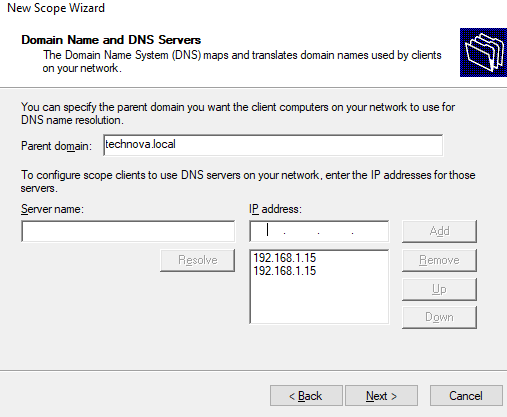 New Scope Wizard
Domain Name and DNS Servers
The Domain Name System (DNS) maps and translates domain names used by clients
on your network.
You can specify the parent domain you want the client computers on your network to use for
DNS name resolution.
Parent domain: technova.local
To configure scope clients to use DNS servers on your network, enter the IP addresses for those
servers.
Server name: IP address:
. . . Add
Resolve 192.168.1.15 Remove
192.168.1.15
Up
Down
< Back Next > Cancel